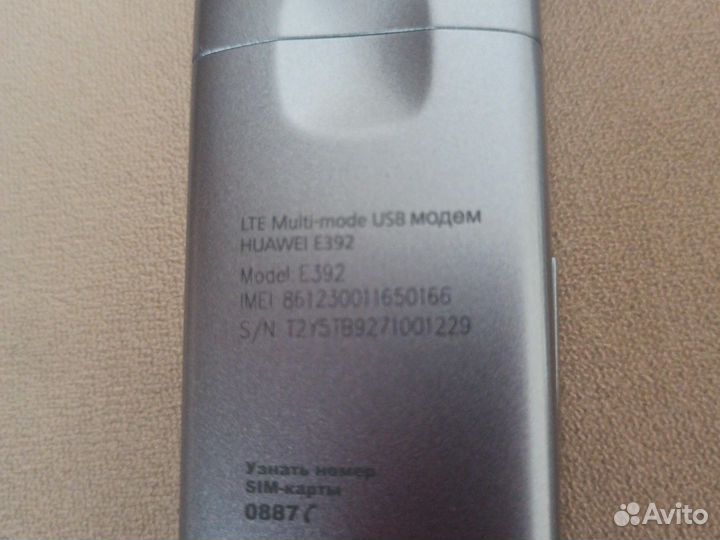 LTE Multi-mode USB модем
HUAWEI E392
Model E392
IMEI 861230011650166
S/N T2Y5TB9271001229
Узнать номер
SIM-карты
0887
Avito